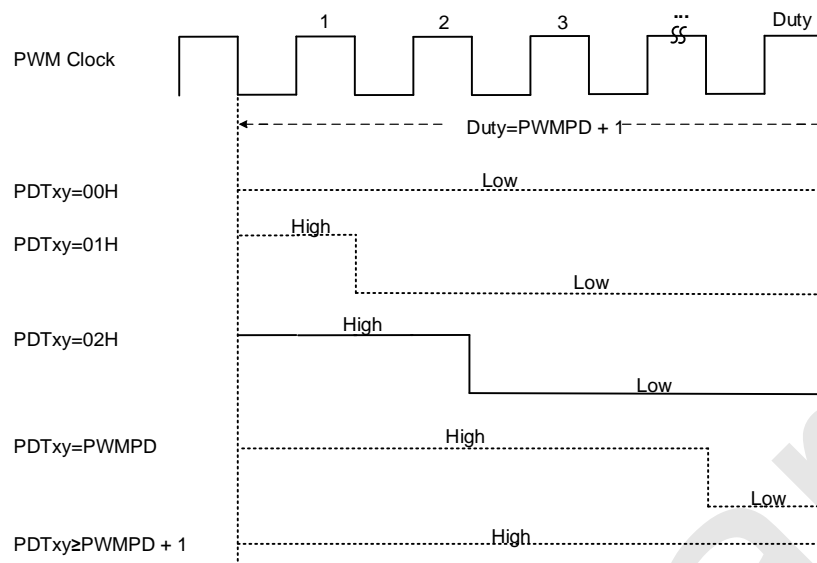 1 2 3 ... Duty
PWM Clock
Duty=PWMPD + 1
PDTxy=00H Low
PDTxy=01H High
Low
PDTxy=02H High
Low
PDTxy=PWMPD High
Low
PDTxy≥PWMPD + 1 High